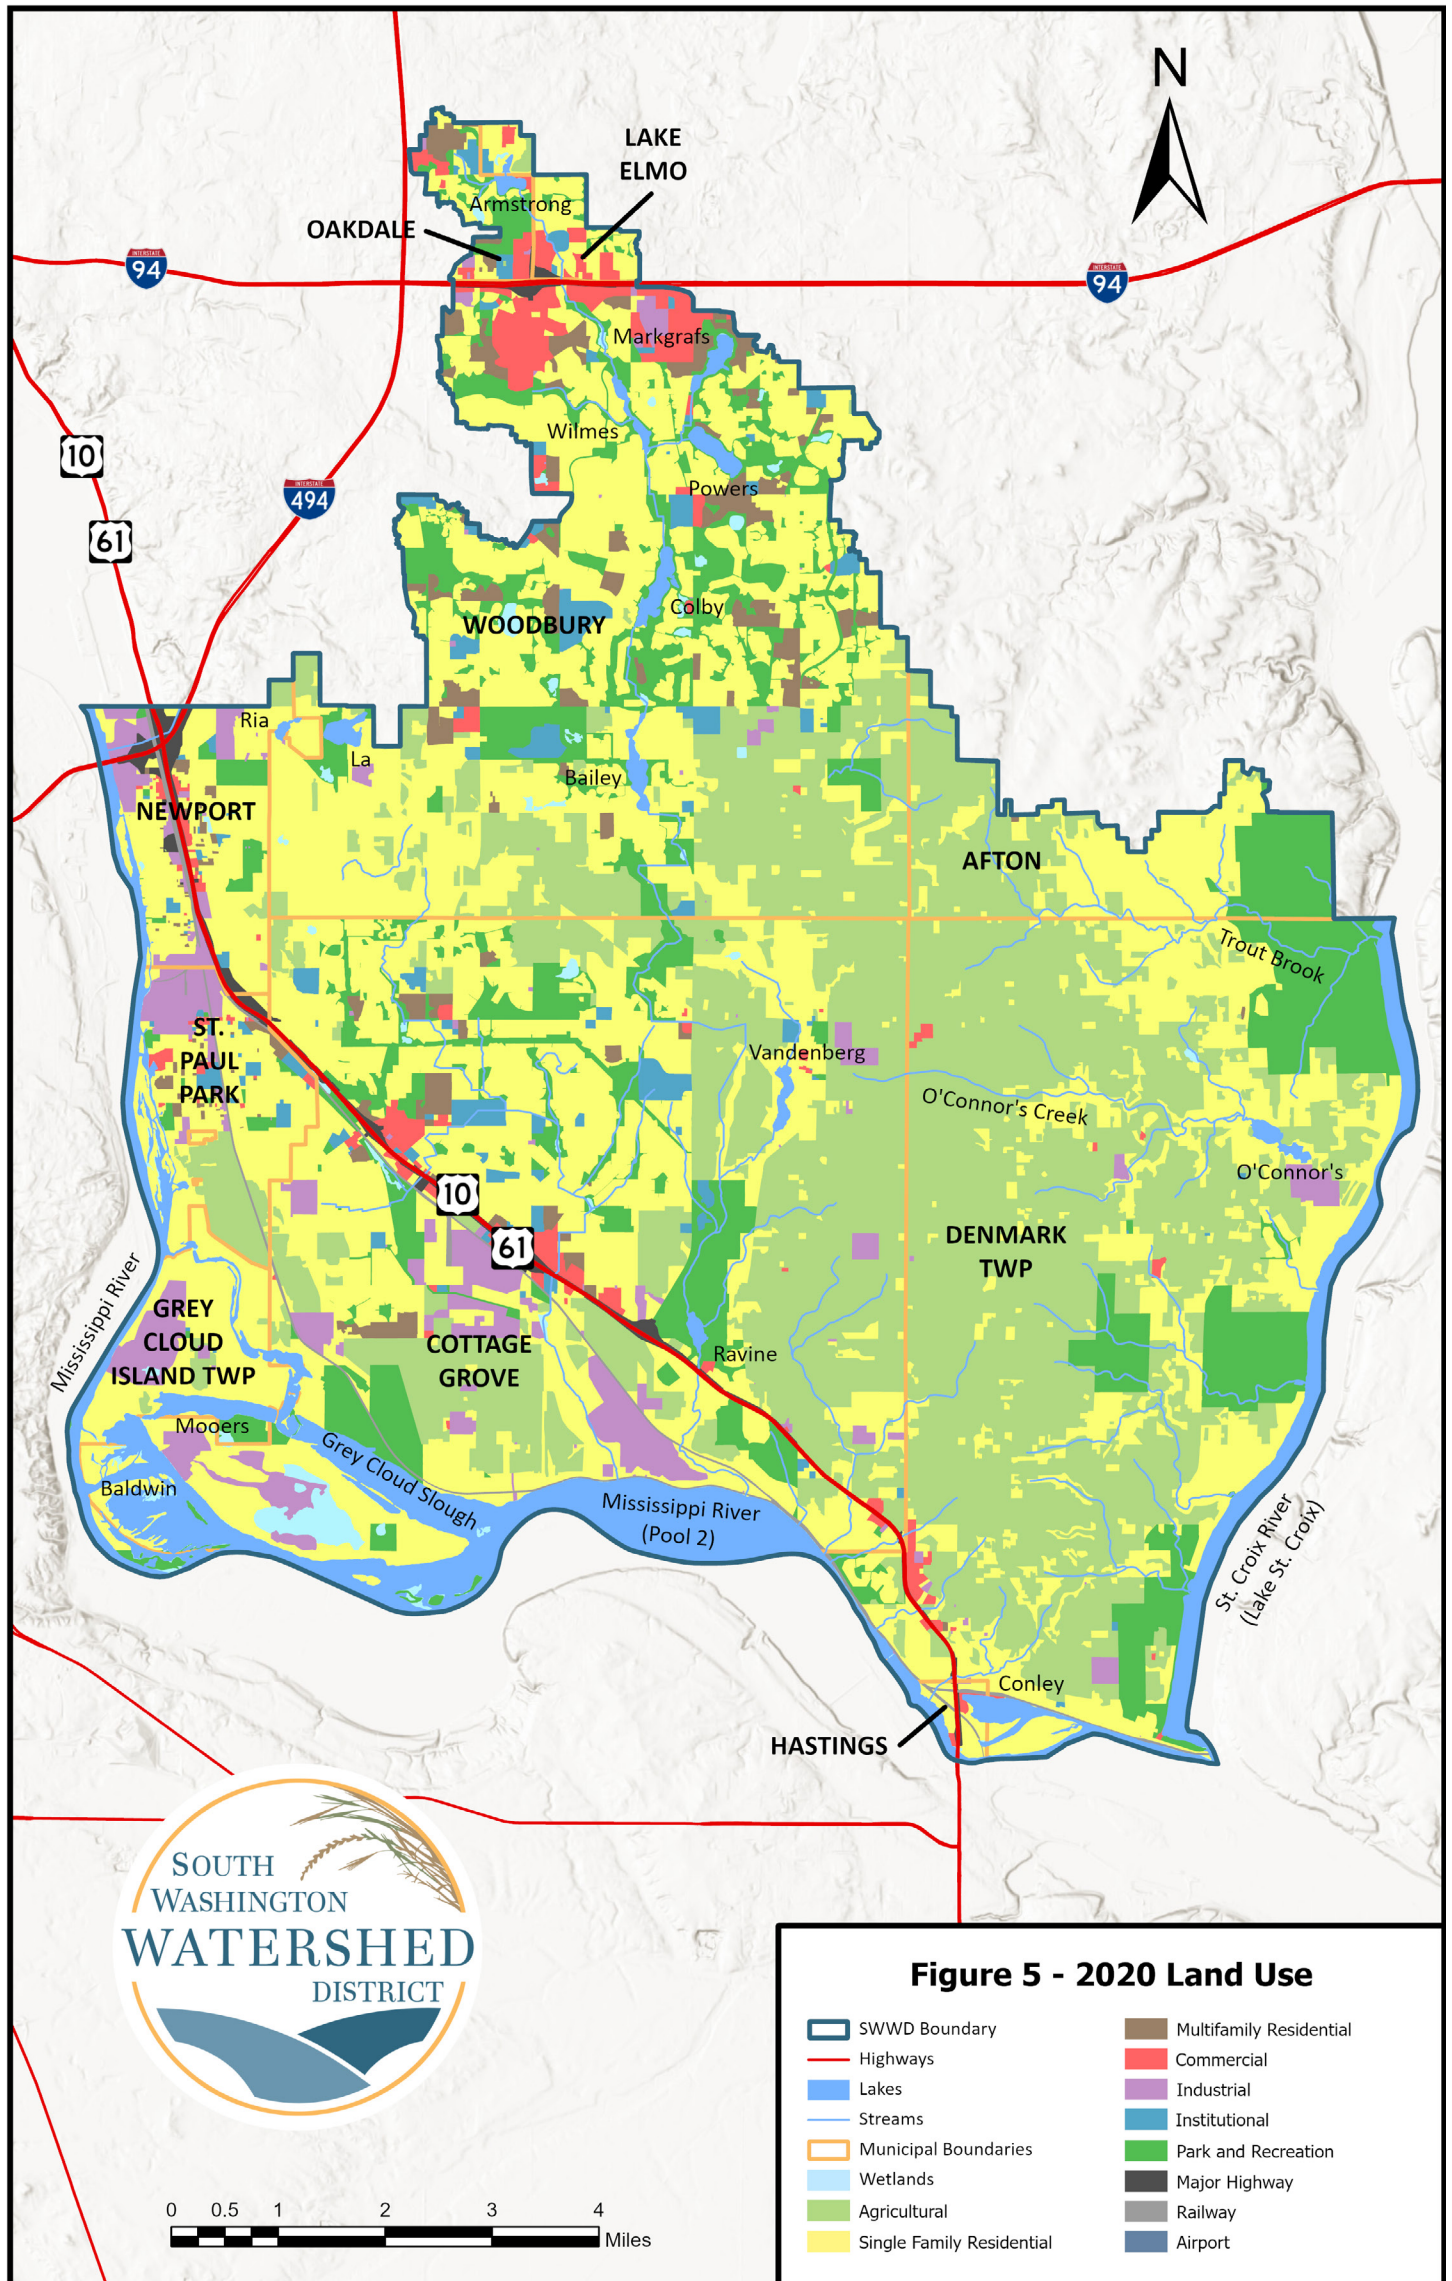 N
LAKE
ELMO
Armstrong
OAKDALE
INTERSTATE
94
INTERSTATE
94
Markgrafs
Wilmes
10
Powers
INTERSTATE
494
61
Colby
WOODBURY
Ria
La
Bailey
NEWPORT
AFTON
Trout Brook
ST.
PAUL
PARK
Vandenberg
O'Connor's Creek
O'Connor's
10
61
DENMARK
TWP
Mississippi River
GREY
CLOUD
ISLAND TWP
COTTAGE
GROVE
Ravine
Mooers
Grey Cloud Slough
Baldwin
Mississippi River
(Pool 2)
St. Croix River
(Lake St. Croix)
Conley
HASTINGS
SOUTH
WASHINGTON
WATERSHED
DISTRICT
Figure 5 - 2020 Land Use
SWWD Boundary
Highways
Lakes
Streams
Municipal Boundaries
Wetlands
Agricultural
Single Family Residential
Multifamily Residential
Commercial
Industrial
Institutional
Park and Recreation
Major Highway
Railway
Airport
0 0.5 1 2 3 4
Miles